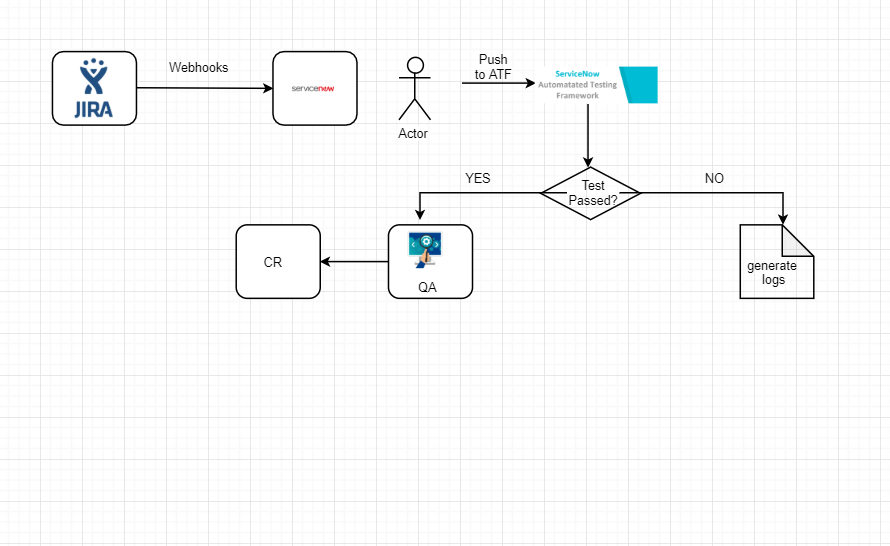 Webhooks
JIRA
servicenow
Actor
Push
to ATF
ServiceNow
Automatated Testing
Framework
Test
Passed?
YES
NO
CR
QA
generate
logs